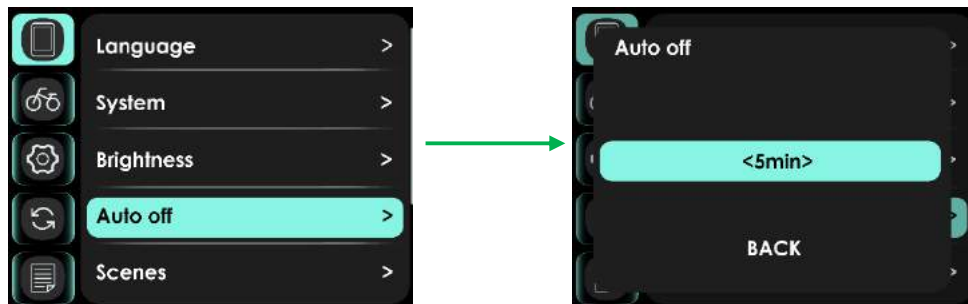 Language >
System >
Brightness >
Auto off >
Scenes >
Auto off
<5min>
BACK